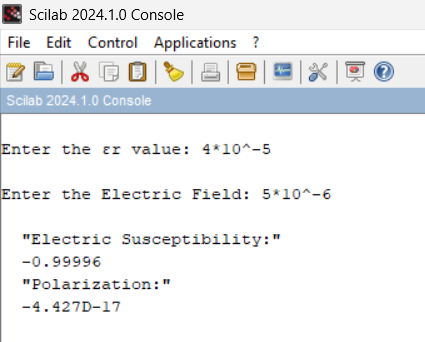 Scilab 2024.1.0 Console
File Edit Control Applications ?
Scilab 2024.1.0 Console
Enter the εr value: 4*10^-5
Enter the Electric Field: 5*10^-6
"Electric Susceptibility:"
-0.99996
"Polarization:"
-4.427D-17